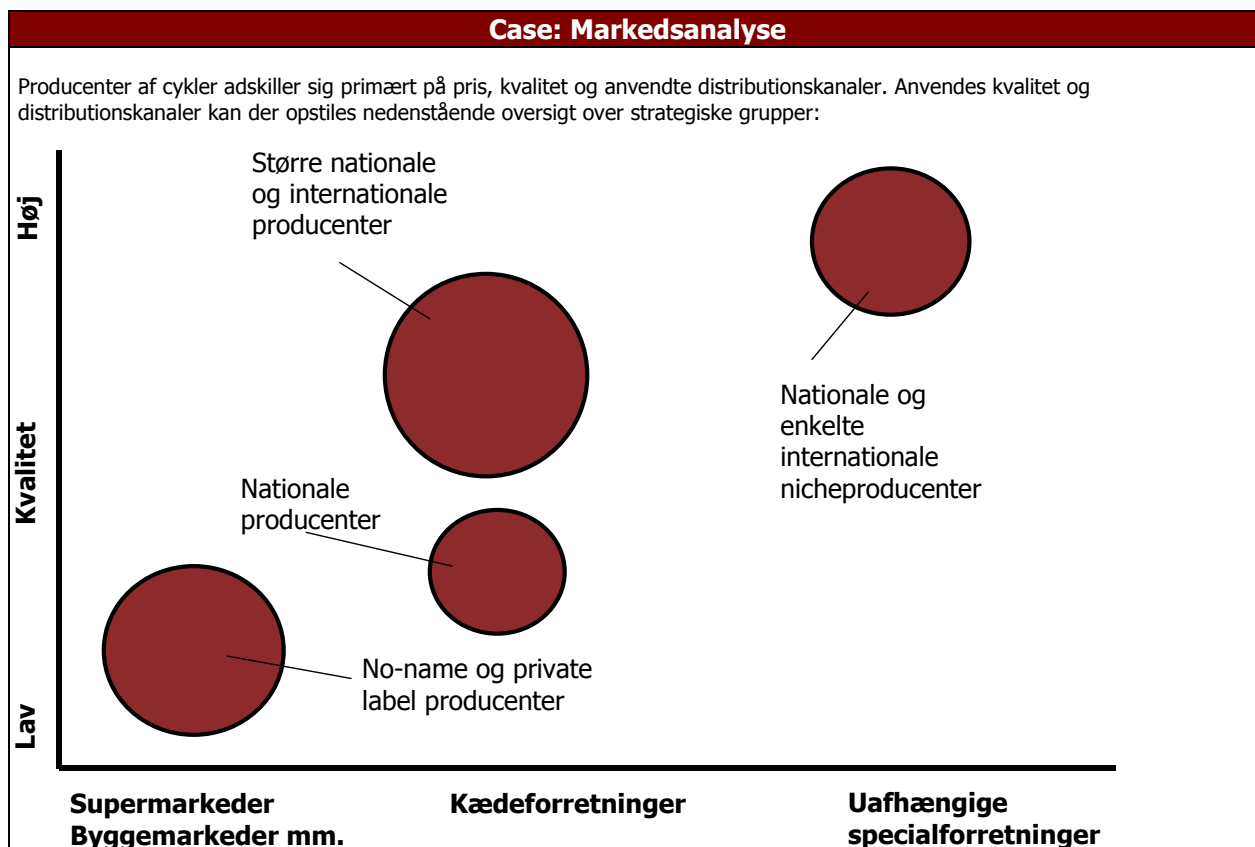 Case: Markedsanalyse
Producenter af cykler adskiller sig primært på pris, kvalitet og anvendte distributionskanaler. Anvendes kvalitet og
distributionskanaler kan der opstiles nedenstående oversigt over strategiske grupper:
Større nationale
og internationale
producenter
Høj
Nationale og
enkelte
internationale
nicheproducenter
Kvalitet
Nationale
producenter
No-name og private
label producenter
Lav
Supermarkeder
Byggemarkeder mm.
Kædeforretninger
Uafhængige
specialforretninger